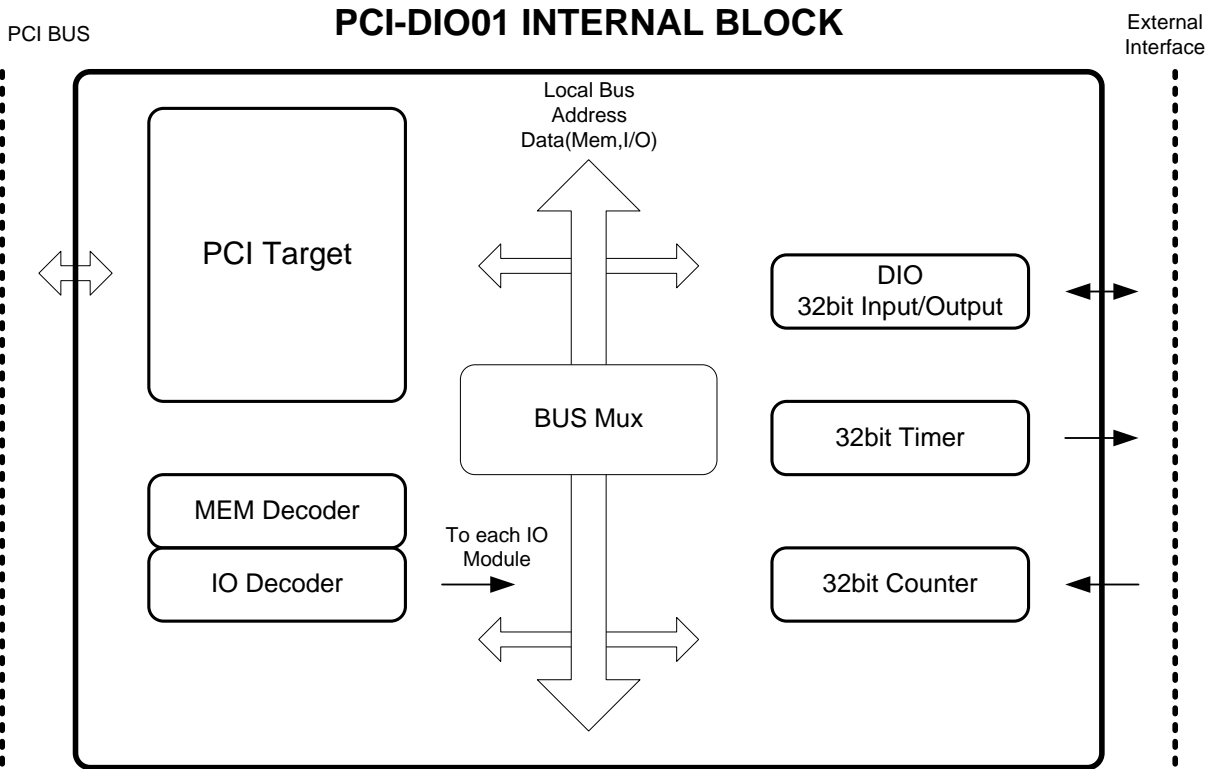 PCI-DIO01 INTERNAL BLOCK
PCI BUS
External
Interface
Local Bus
Address
Data(Mem,I/O)
PCI Target
DIO
32bit Input/Output
BUS Mux
32bit Timer
MEM Decoder
To each IO
Module
IO Decoder
32bit Counter